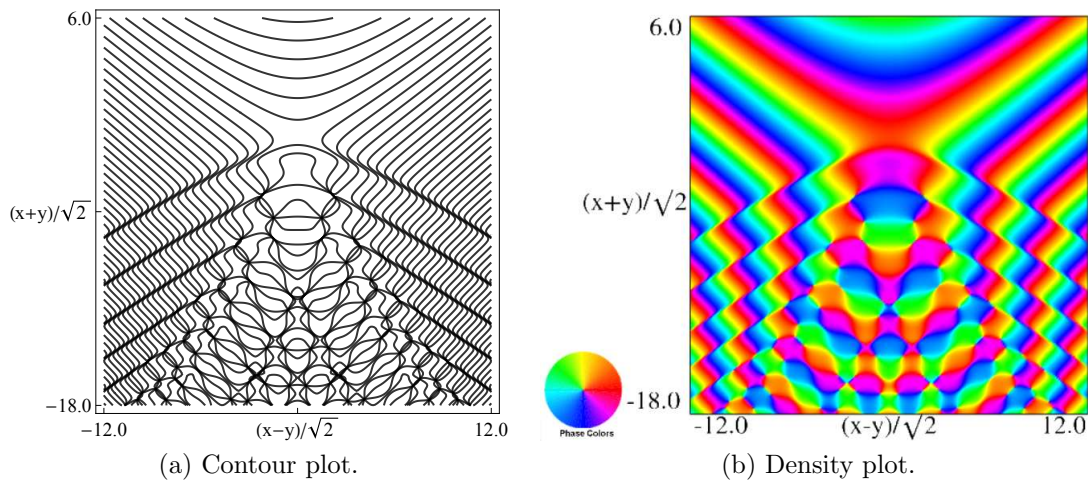 6.0
(x+y)/√2
−18.0
−12.0
(x−y)/√2
12.0
(a) Contour plot.
6.0
(x+y)/√2
-18.0
Phase Colors
-12.0
(x-y)/√2
12.0
(b) Density plot.